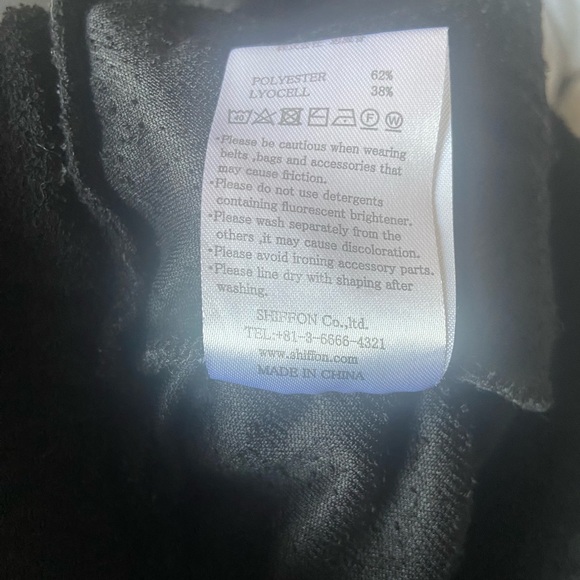 POLYESTER 62%
LYOCELL 38%
F W
*Please be cautious when wearing
belts ,bags and accessories that
may cause friction.
*Please do not use detergents
containing fluorescent brightener.
*Please wash separately from the
others ,it may cause discoloration.
*Please avoid ironing accessory parts.
*Please line dry with shaping after
washing.
SHIFFON Co.,ltd.
TEL:+81-3-6666-4321
www.shiffon.com
MADE IN CHINA